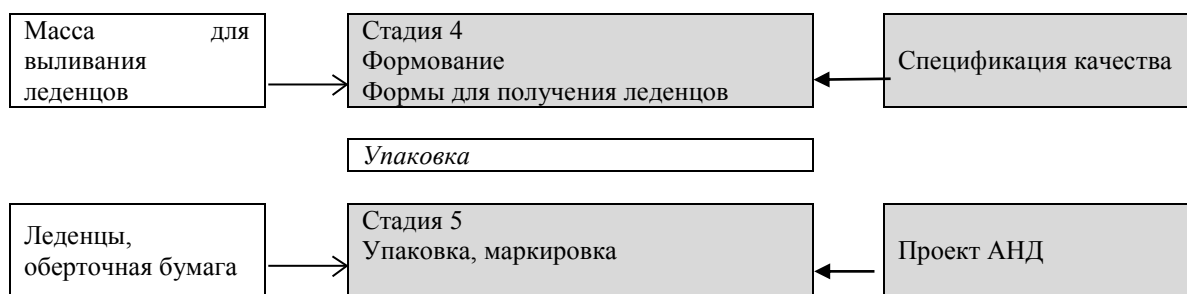 Масса для
выливания
леденцов
Стадия 4
Формование
Формы для получения леденцов
Спецификация качества
Упаковка
Леденцы,
оберточная бумага
Стадия 5
Упаковка, маркировка
Проект АНД